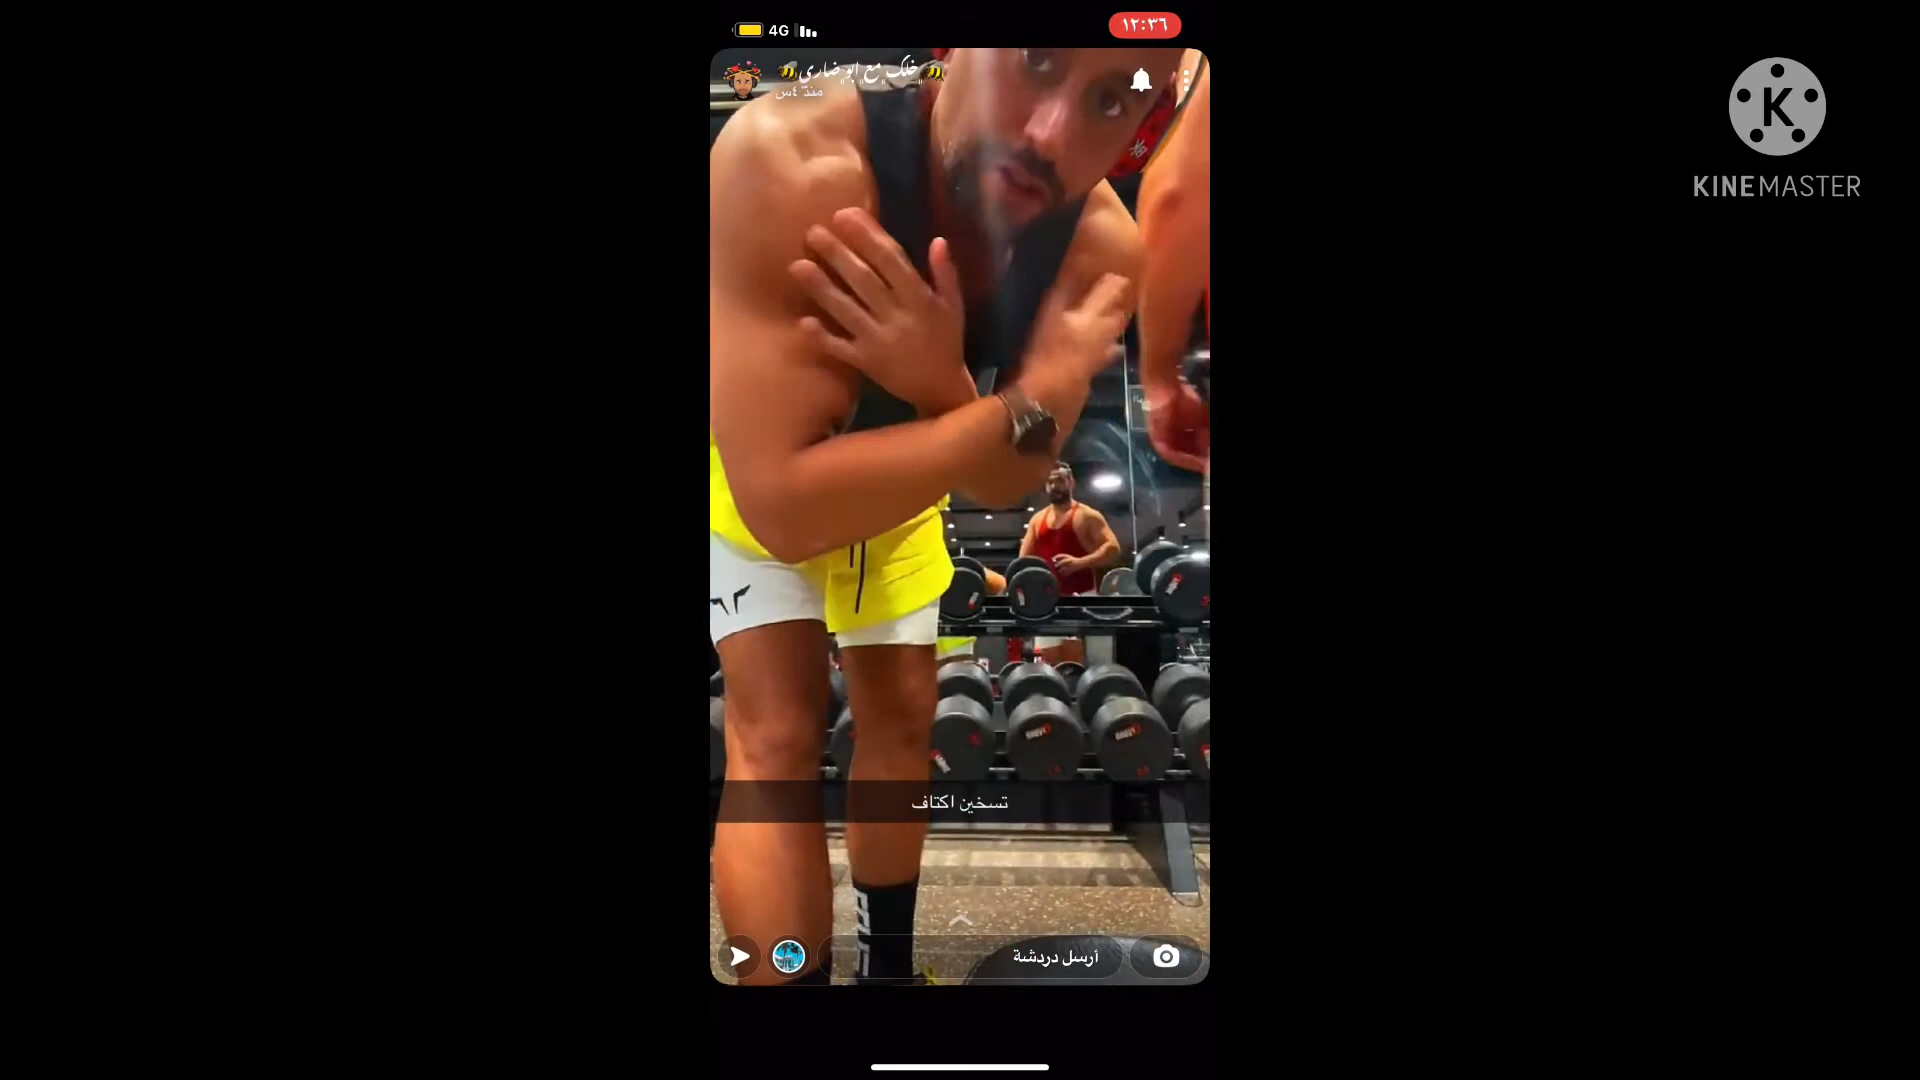 4G
١٢:٣٦
خلك مع ابو ضاري
منذ ٤س
K
KINEMASTER
تسخين اكتاف
أرسل دردشة